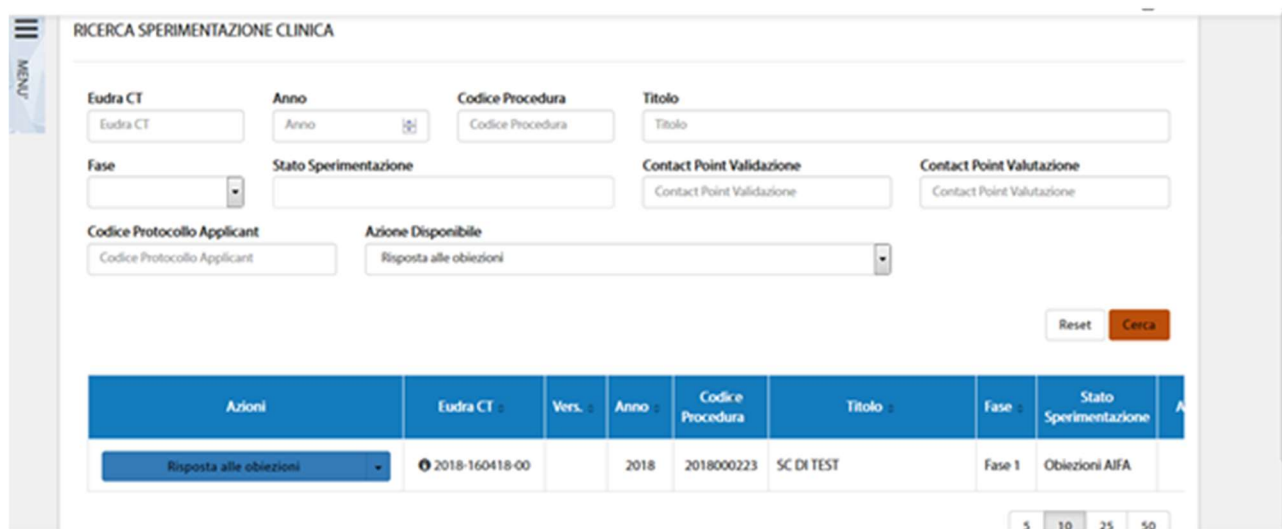 MENU'
RICERCA SPERIMENTAZIONE CLINICA
Eudra CT Anno Codice Procedura Titolo
Eudra CT Anno Codice Procedura Titolo
Fase Stato Sperimentazione Contact Point Validazione Contact Point Valutazione
Contact Point Validazione Contact Point Valutazione
Codice Protocollo Applicant Azione Disponibile
Codice Protocollo Applicant Risposta alle obiezioni
Reset Cerca
Azioni Eudra CT Vers. Anno Codice Procedura Titolo Fase Stato Sperimentazione A
Risposta alle obiezioni 2018-160418-00 2018 2018000223 SC DI TEST Fase 1 Obiezioni AIFA
5 10 25 50